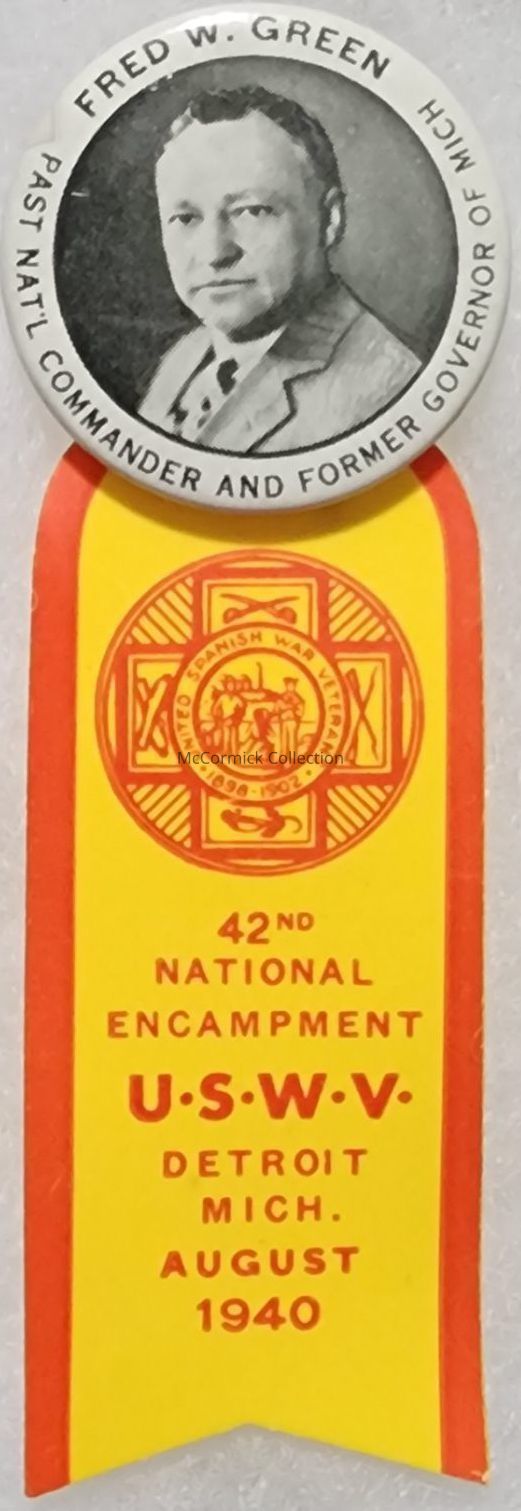 FRED W. GREEN
PAST NAT'L COMMANDER AND FORMER GOVERNOR OF MICH
UNITED SPANISH WAR VETERANS
1898-1902
McCormick Collection
42ND
NATIONAL
ENCAMPMENT
U·S·W·V·
DETROIT
MICH.
AUGUST
1940